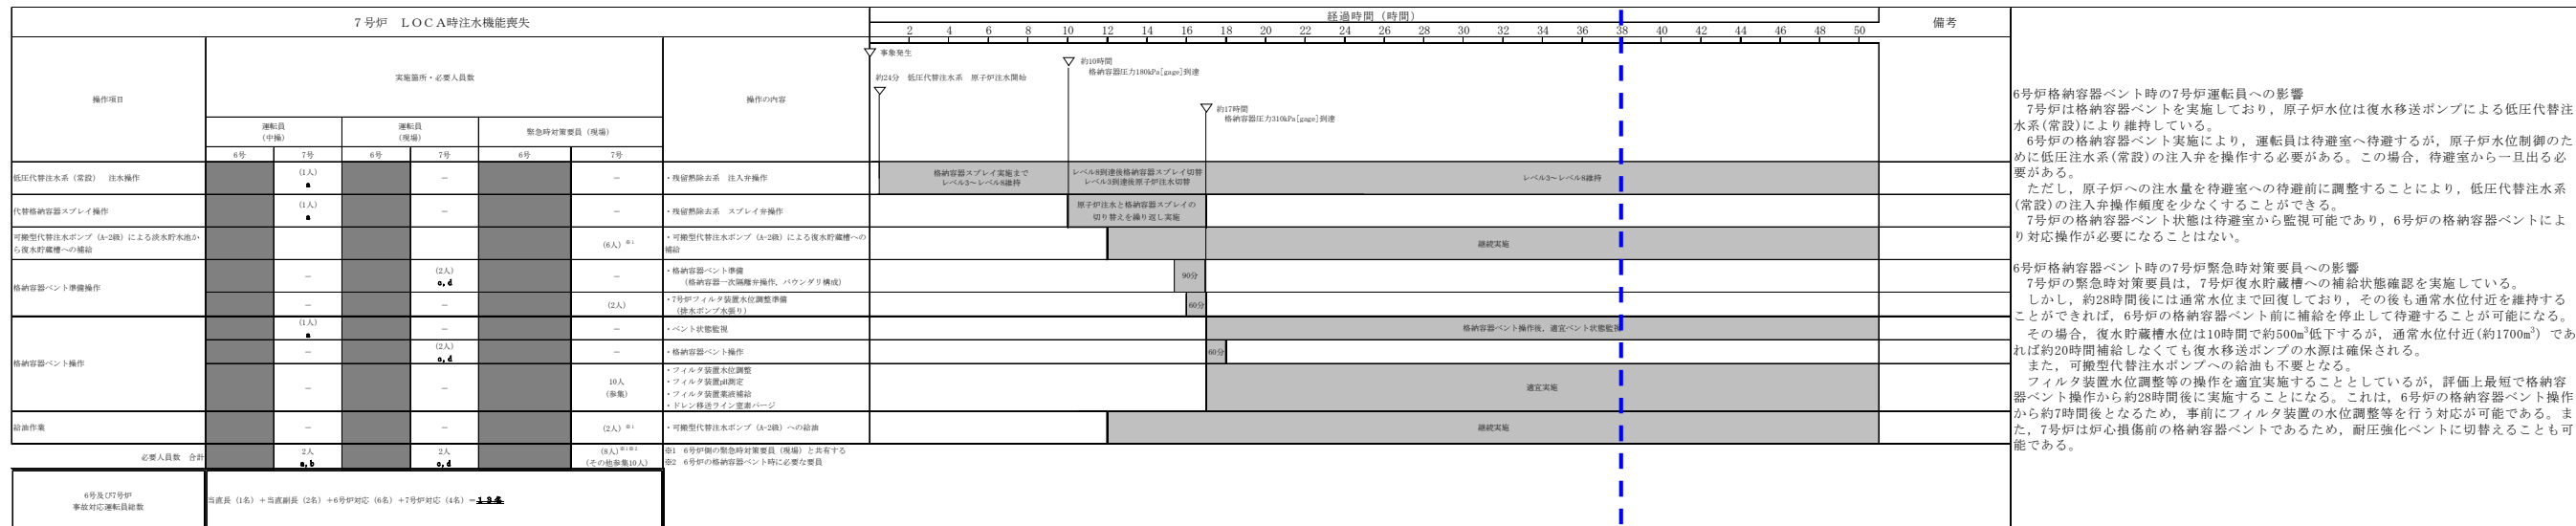 7号炉 LOCA時注水機能喪失
経過時間（時間）
備考
2 4 6 8 10 12 14 16 18 20 22 24 26 28 30 32 34 36 38 40 42 44 46 48 50
操作項目
実施箇所・必要人員数
操作の内容
運転員
（中操）
運転員
（現場）
緊急時対策要員（現場）
6号 7号 6号 7号 6号 7号
事象発生
約24分 低圧代替注水系 原子炉注水開始
約10時間
格納容器圧力180kPa[gage]到達
約17時間
格納容器圧力310kPa[gage]到達
低圧代替注水系（常設） 注水操作
（1人）
a
－ －
・残留熱除去系 注入弁操作
格納容器スプレイ実施まで
レベル3～レベル8維持
レベル8到達後格納容器スプレイ切替
レベル3到達後原子炉注水切替
レベル3～レベル8維持
代替格納容器スプレイ操作
（1人）
a
－ －
・残留熱除去系 スプレイ弁操作
原子炉注水と格納容器スプレイの
切り替えを繰り返し実施
可搬型代替注水ポンプ（A-2級）による淡水貯水池か
ら復水貯蔵槽への補給
（6人）※1
・可搬型代替注水ポンプ（A-2級）による復水貯蔵槽への
補給
継続実施
格納容器ベント準備操作
－
（2人）
c,d
－
・格納容器ベント準備
（格納容器一次隔離弁操作，バウンダリ構成）
90分
－ － （2人）
・7号炉フィルタ装置水位調整準備
（排水ポンプ水張り）
60分
格納容器ベント操作
（1人）
a
－ －
・ベント状態監視
格納容器ベント操作後，適宜ベント状態監視
－
（2人）
c,d
－
・格納容器ベント操作
60分
－ －
10人
（参集）
・フィルタ装置水位調整
・フィルタ装置pH測定
・フィルタ装置薬液補給
・ドレン移送ライン窒素パージ
適宜実施
給油作業
－ － （2人）※1
・可搬型代替注水ポンプ（A-2級）への給油
継続実施
必要人員数 合計
2人
a,b
2人
c,d
（8人）※1※2
（その他参集10人）
※1 6号炉側の緊急時対策要員（現場）と共有する
※2 6号炉の格納容器ベント時に必要な要員
6号及び7号炉
事故対応運転員総数
当直長（1名）＋当直副長（2名）＋6号炉対応（6名）＋7号炉対応（4名）＝13名
6号炉格納容器ベント時の7号炉運転員への影響
7号炉は格納容器ベントを実施しており，原子炉水位は復水移送ポンプによる低圧代替注
水系(常設)により維持している。
6号炉の格納容器ベント実施により，運転員は待避室へ待避するが，原子炉水位制御のた
めに低圧注水系(常設)の注入弁を操作する必要がある。この場合，待避室から一旦出る必
要がある。
ただし，原子炉への注水量を待避室への待避前に調整することにより，低圧代替注水系
(常設)の注入弁操作頻度を少なくすることができる。
7号炉の格納容器ベント状態は待避室から監視可能であり，6号炉の格納容器ベントによ
り対応操作が必要になることはない。
6号炉格納容器ベント時の7号炉緊急時対策要員への影響
7号炉の緊急時対策要員は，7号炉復水貯蔵槽への補給状態確認を実施している。
しかし，約28時間後には通常水位まで回復しており，その後も通常水位付近を維持する
ことができれば，6号炉の格納容器ベント前に補給を停止して待避することが可能になる。
その場合，復水貯蔵槽水位は10時間で約500m³低下するが，通常水位付近(約1700m³) であ
れば約20時間補給しなくても復水移送ポンプの水源は確保される。
また，可搬型代替注水ポンプへの給油も不要となる。
フィルタ装置水位調整等の操作を適宜実施することとしているが，評価上最短で格納容
器ベント操作から約28時間後に実施することになる。これは，6号炉の格納容器ベント操作
から約7時間後となるため，事前にフィルタ装置の水位調整等を行う対応が可能である。ま
た，7号炉は炉心損傷前の格納容器ベントであるため，耐圧強化ベントに切替えることも可
能である。